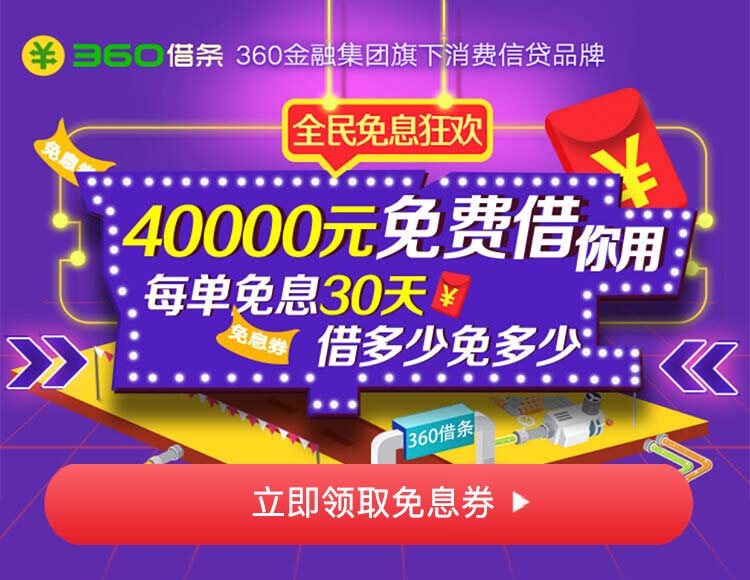 360借条 360金融集团旗下消费信贷品牌
全民免息狂欢
免息券
40000元免费借你用
每单免息30天
免息券
借多少免多少
360借条
立即领取免息券